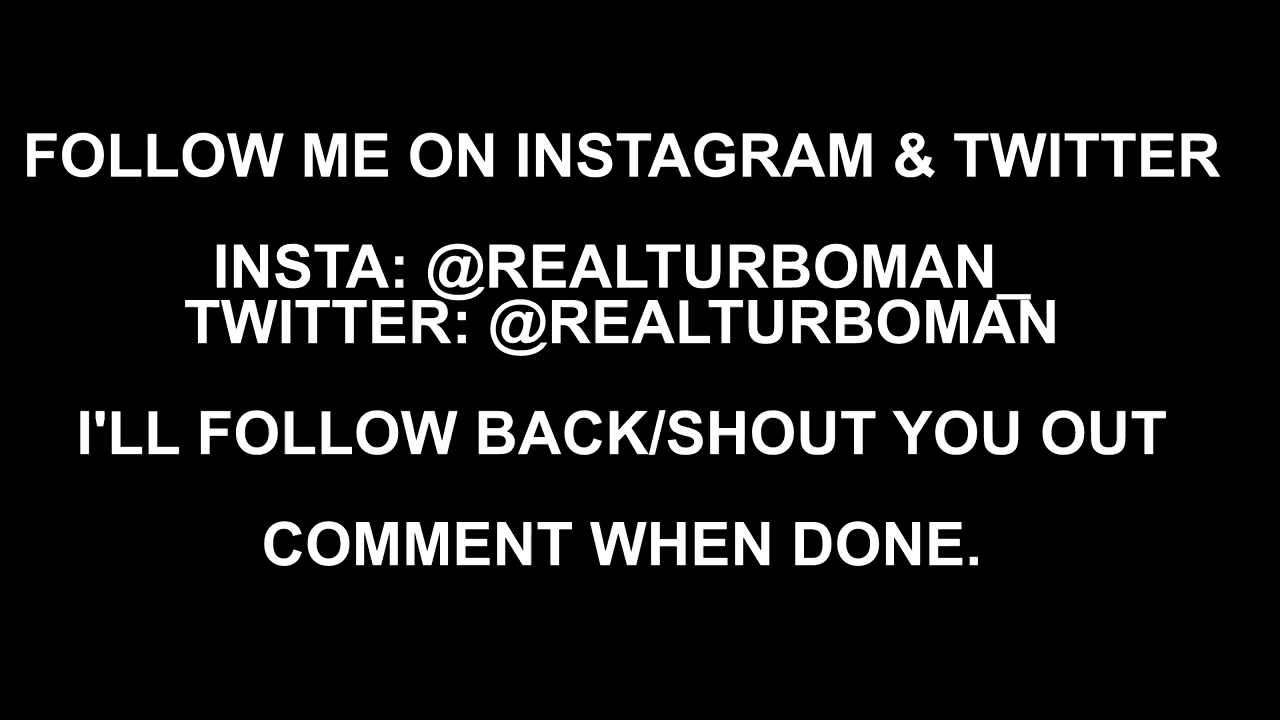 FOLLOW ME ON INSTAGRAM & TWITTER
INSTA: @REALTURBOMAN_
TWITTER: @REALTURBOMAN
I'LL FOLLOW BACK/SHOUT YOU OUT
COMMENT WHEN DONE.